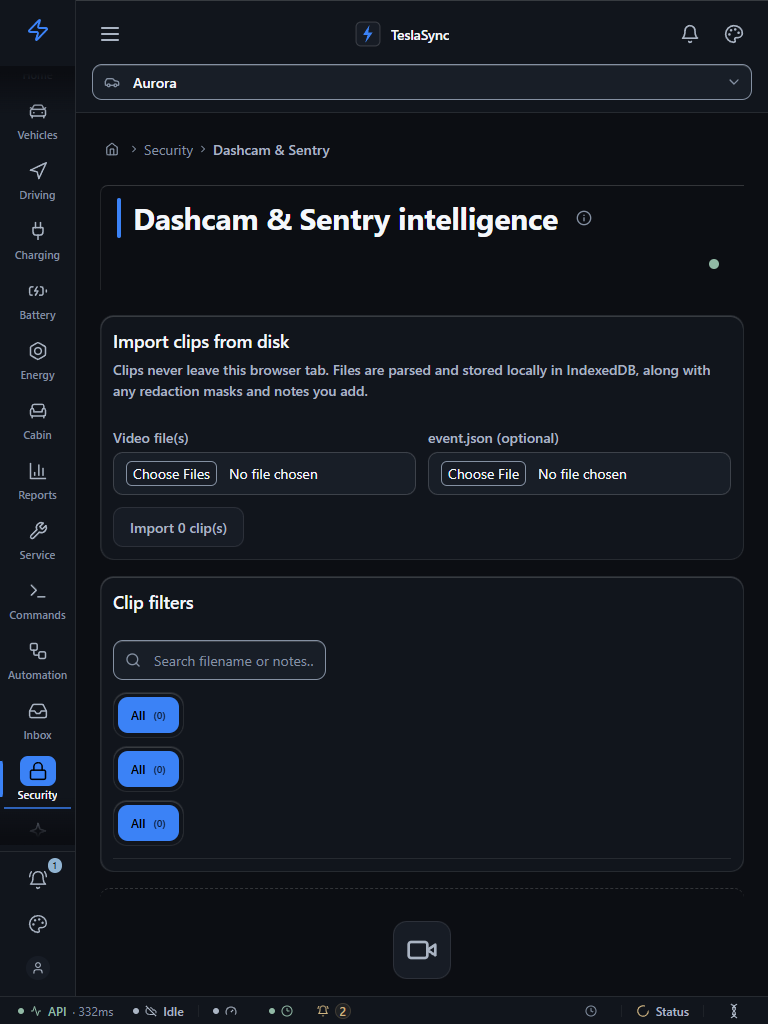 TeslaSync
Aurora
Vehicles
Driving
Charging
Battery
Energy
Cabin
Reports
Service
Commands
Automation
Inbox
Security
1
Security > Dashcam & Sentry
Dashcam & Sentry intelligence
Import clips from disk
Clips never leave this browser tab. Files are parsed and stored locally in IndexedDB, along with
any redaction masks and notes you add.
Video file(s)
event.json (optional)
Choose Files No file chosen
Choose File No file chosen
Import 0 clip(s)
Clip filters
Search filename or notes..
All (0)
All (0)
All (0)
API · 332ms
Idle
2
Status